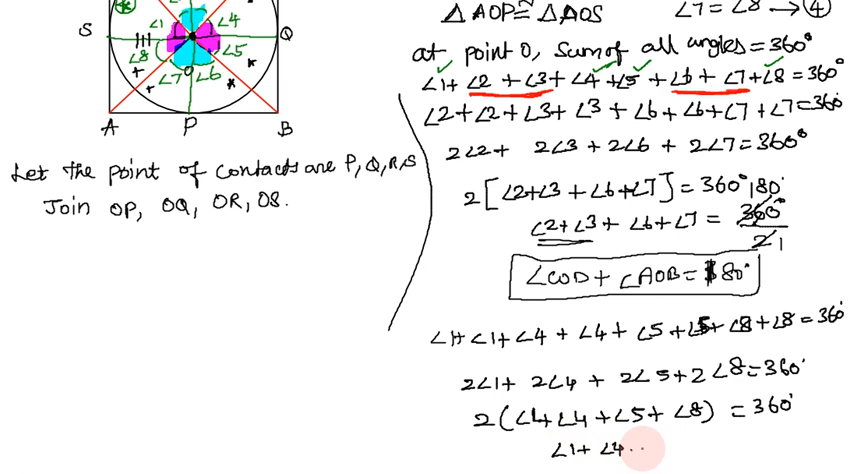 ∠1 ∠4
S Q
∠8 ∠5
∠7 O ∠6
A P B
Let the point of contacts are P, Q, R, S
Join OP, OQ, OR, OS.
△AOP ≅ △AOS ∠7 = ∠8 → ④
at point O, Sum of all angles = 360°
∠1 + ∠2 + ∠3 + ∠4 + ∠5 + ∠6 + ∠7 + ∠8 = 360°
∠2 + ∠2 + ∠3 + ∠3 + ∠6 + ∠6 + ∠7 + ∠7 = 360°
2∠2 + 2∠3 + 2∠6 + 2∠7 = 360°
2[∠2+∠3 + ∠6+∠7] = 360° 180°
∠2+∠3 + ∠6+∠7 = 360°/2 1
∠COD + ∠AOB = 180°
∠1+∠1 + ∠4 + ∠4 + ∠5 + ∠5 + ∠8 + ∠8 = 360°
2∠1 + 2∠4 + 2∠5 + 2∠8 = 360°
2(∠1+∠4 + ∠5 + ∠8) = 360°
∠1 + ∠4 ..